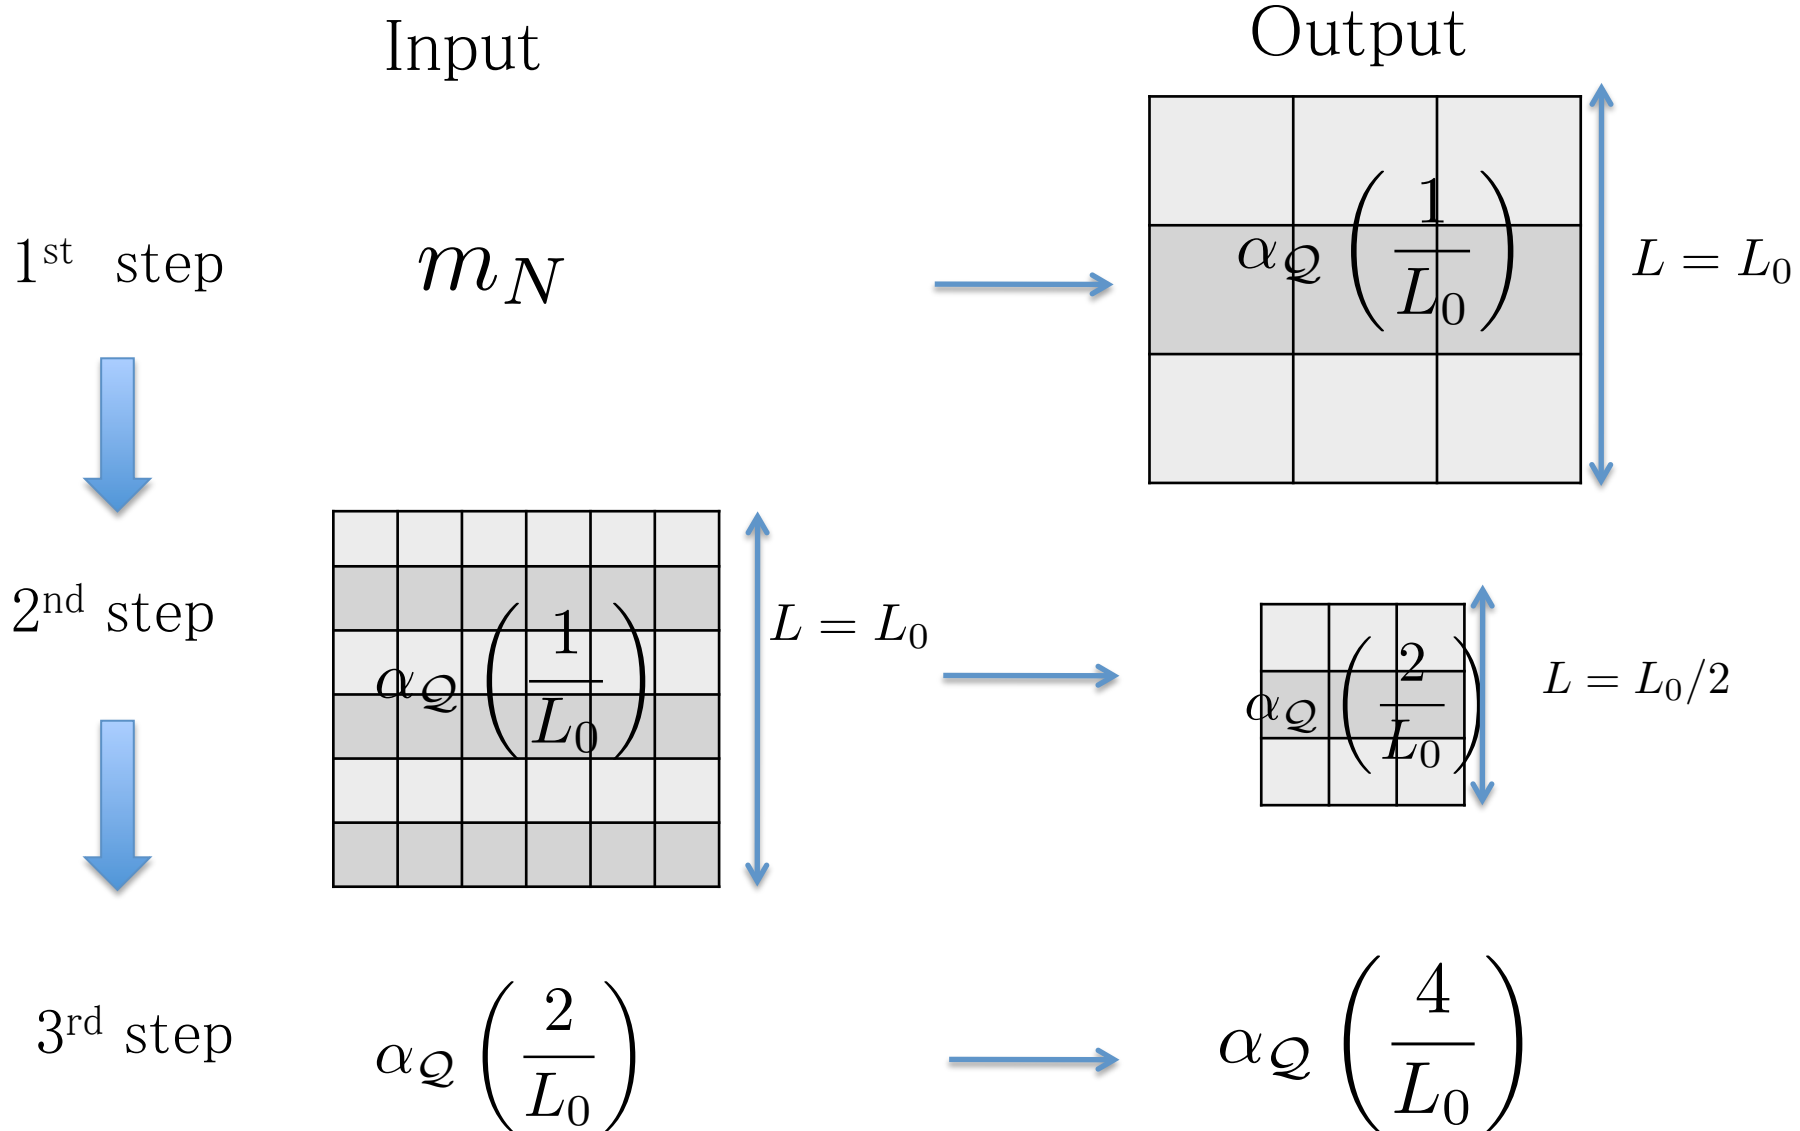 Input
Output
1st step
m_N
α_𝒬 (1/L_0)
L = L_0
2nd step
α_𝒬 (1/L_0)
L = L_0
α_𝒬 (2/L_0)
L = L_0/2
3rd step
α_𝒬 (2/L_0)
α_𝒬 (4/L_0)